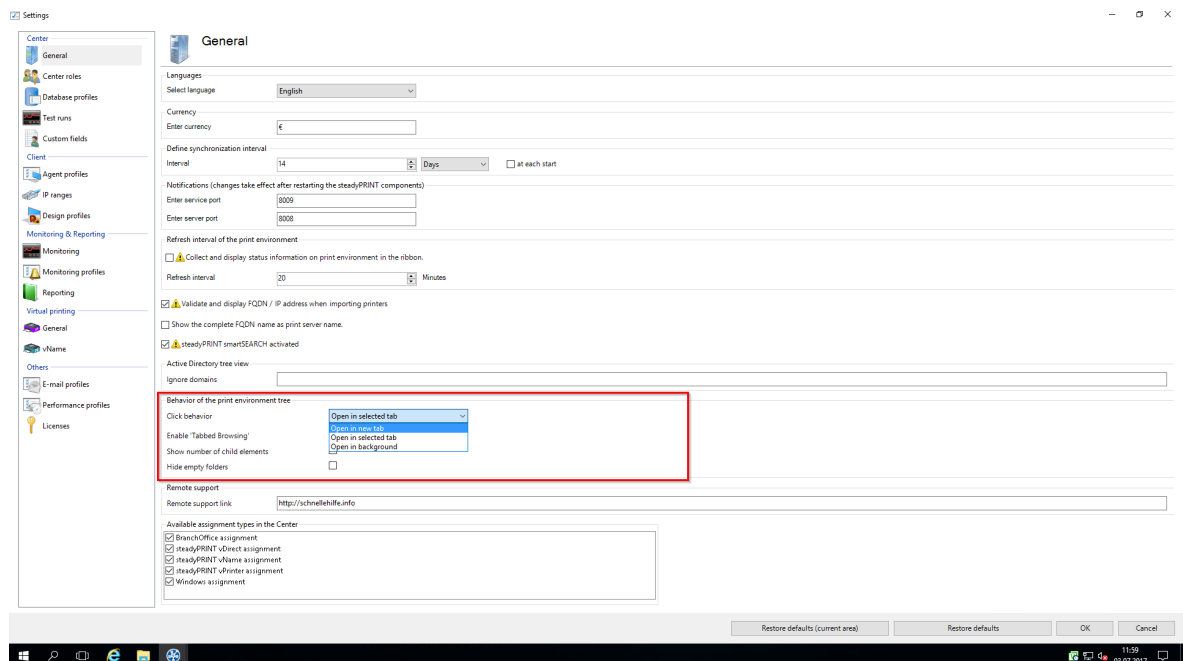 Settings
Center
General
Center roles
Database profiles
Test runs
Custom fields
Client
Agent profiles
IP ranges
Design profiles
Monitoring & Reporting
Monitoring
Monitoring profiles
Reporting
Virtual printing
General
vName
Others
E-mail profiles
Performance profiles
Licenses
General
Languages
Select language English
Currency
Enter currency €
Define synchronization interval
Interval 14 Days at each start
Notifications (changes take effect after restarting the steadyPRINT components)
Enter service port 8009
Enter server port 8008
Refresh interval of the print environment
Collect and display status information on print environment in the ribbon.
Refresh interval 20 Minutes
Validate and display FQDN / IP address when importing printers
Show the complete FQDN name as print server name.
steadyPRINT smartSEARCH activated
Active Directory tree view
Ignore domains
Behavior of the print environment tree
Click behavior Open in selected tab
Open in new tab
Enable 'Tabbed Browsing' Open in selected tab
Open in background
Show number of child elements
Hide empty folders
Remote support
Remote support link http://schnellehilfe.info
Available assignment types in the Center
BranchOffice assignment
steadyPRINT vDirect assignment
steadyPRINT vName assignment
steadyPRINT vPrinter assignment
Windows assignment
Restore defaults (current area) Restore defaults OK Cancel
11:59
03.07.2017